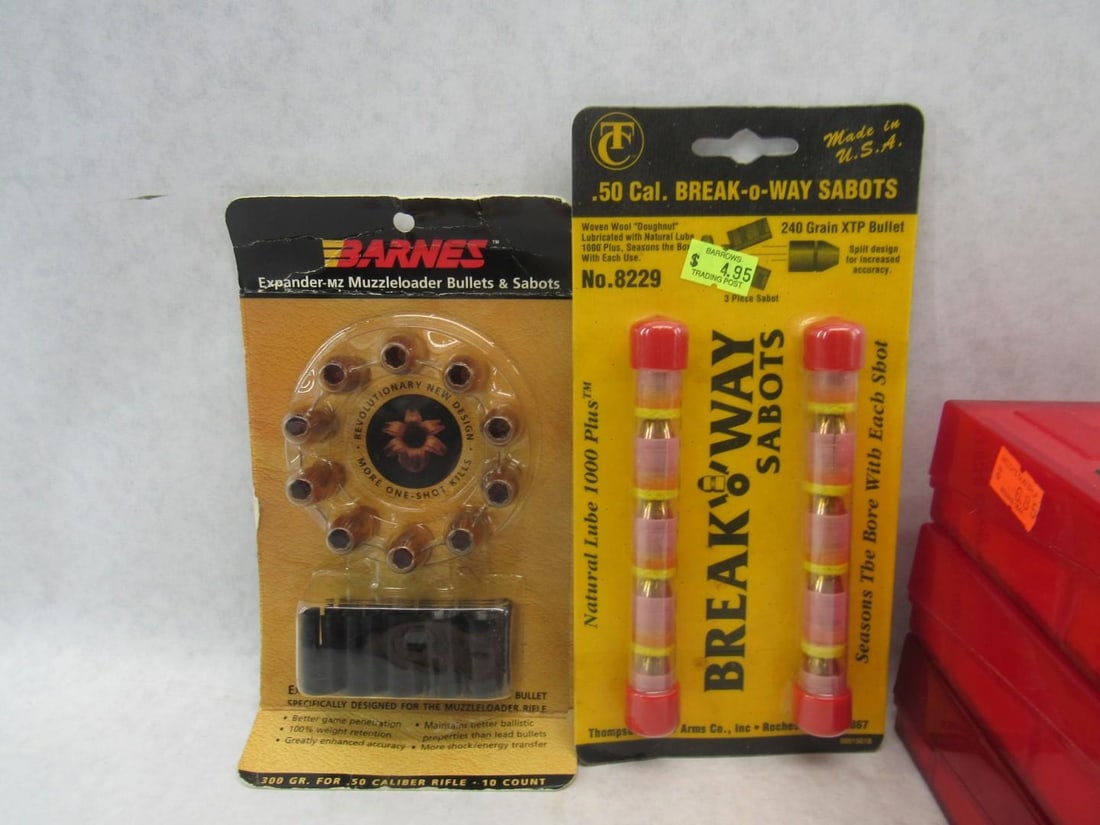 BARNES™
Expander-MZ Muzzleloader Bullets & Sabots
REVOLUTIONARY NEW DESIGN
• MORE ONE-SHOT KILLS •
BULLET
SPECIFICALLY DESIGNED FOR THE MUZZLELOADER RIFLE
• Better game penetration
• 100% weight retention
• Greatly enhanced accuracy
• Maintains better ballistic
properties than lead bullets
• More shock/energy transfer
300 GR. FOR .50 CALIBER RIFLE - 10 COUNT
TC
Made in
U.S.A.
.50 Cal. BREAK-o-WAY SABOTS
Woven Wool "Doughnut"
Lubricated with Natural Lube
1000 Plus, Seasons the
With Each Use.
No.8229
240 Grain XTP Bullet
Split design
for increased
accuracy.
3 Piece Sabot
BARROWS
$ 4.95
TRADING POST
Natural Lube 1000 Plus™
BREAK'O'WAY
SABOTS
Seasons The Bore With Each Shot
Arms Co., Inc •